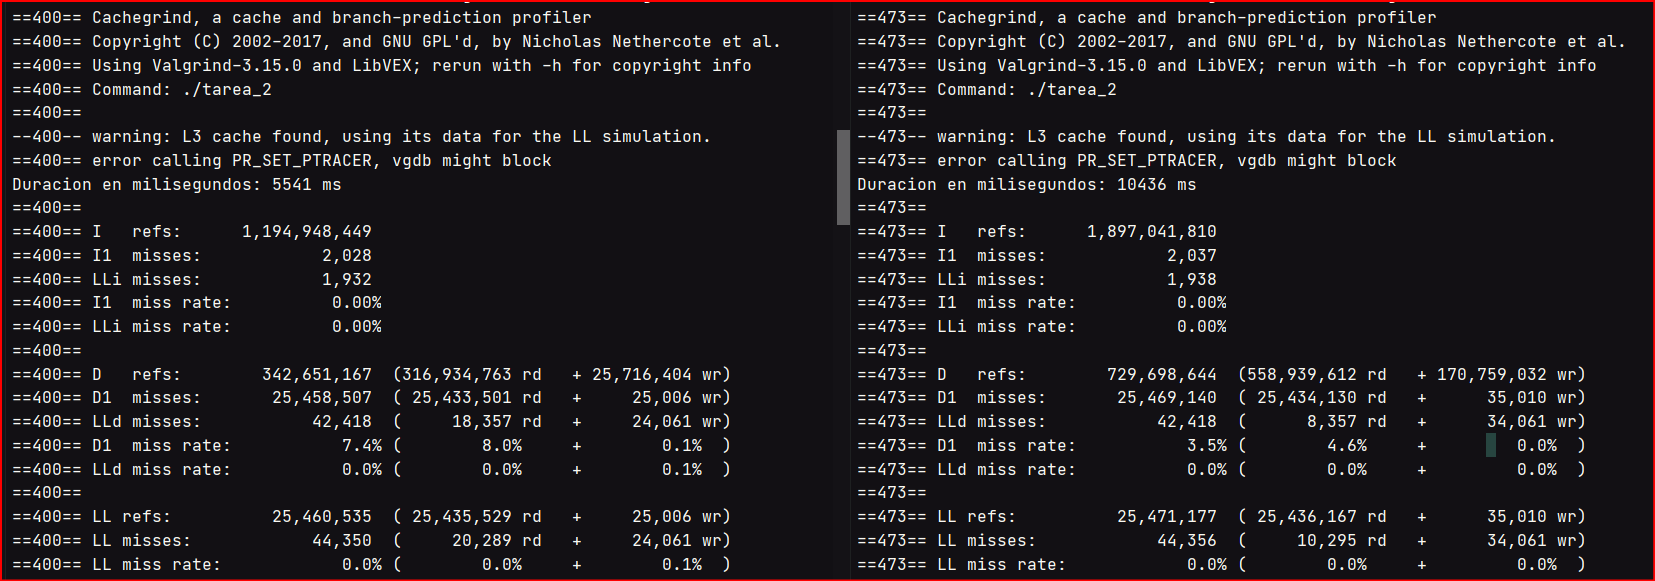 ==400== Cachegrind, a cache and branch-prediction profiler
==400== Copyright (C) 2002-2017, and GNU GPL'd, by Nicholas Nethercote et al.
==400== Using Valgrind-3.15.0 and LibVEX; rerun with -h for copyright info
==400== Command: ./tarea_2
==400==
--400-- warning: L3 cache found, using its data for the LL simulation.
==400== error calling PR_SET_PTRACER, vgdb might block
Duracion en milisegundos: 5541 ms
==400==
==400== I   refs:      1,194,948,449
==400== I1  misses:            2,028
==400== LLi misses:            1,932
==400== I1  miss rate:          0.00%
==400== LLi miss rate:          0.00%
==400==
==400== D   refs:        342,651,167  (316,934,763 rd   + 25,716,404 wr)
==400== D1  misses:       25,458,507  ( 25,433,501 rd   +     25,006 wr)
==400== LLd misses:           42,418  (     18,357 rd   +     24,061 wr)
==400== D1  miss rate:           7.4% (        8.0%     +        0.1%  )
==400== LLd miss rate:           0.0% (        0.0%     +        0.1%  )
==400==
==400== LL refs:          25,460,535  ( 25,435,529 rd   +     25,006 wr)
==400== LL misses:            44,350  (     20,289 rd   +     24,061 wr)
==400== LL miss rate:            0.0% (        0.0%     +        0.1%  )
==473== Cachegrind, a cache and branch-prediction profiler
==473== Copyright (C) 2002-2017, and GNU GPL'd, by Nicholas Nethercote et al.
==473== Using Valgrind-3.15.0 and LibVEX; rerun with -h for copyright info
==473== Command: ./tarea_2
==473==
--473-- warning: L3 cache found, using its data for the LL simulation.
==473== error calling PR_SET_PTRACER, vgdb might block
Duracion en milisegundos: 10436 ms
==473==
==473== I   refs:      1,897,041,810
==473== I1  misses:            2,037
==473== LLi misses:            1,938
==473== I1  miss rate:          0.00%
==473== LLi miss rate:          0.00%
==473==
==473== D   refs:        729,698,644  (558,939,612 rd   + 170,759,032 wr)
==473== D1  misses:       25,469,140  ( 25,434,130 rd   +      35,010 wr)
==473== LLd misses:           42,418  (      8,357 rd   +      34,061 wr)
==473== D1  miss rate:           3.5% (        4.6%     +         0.0%  )
==473== LLd miss rate:           0.0% (        0.0%     +         0.0%  )
==473==
==473== LL refs:          25,471,177  ( 25,436,167 rd   +      35,010 wr)
==473== LL misses:            44,356  (     10,295 rd   +      34,061 wr)
==473== LL miss rate:            0.0% (        0.0%     +         0.0%  )